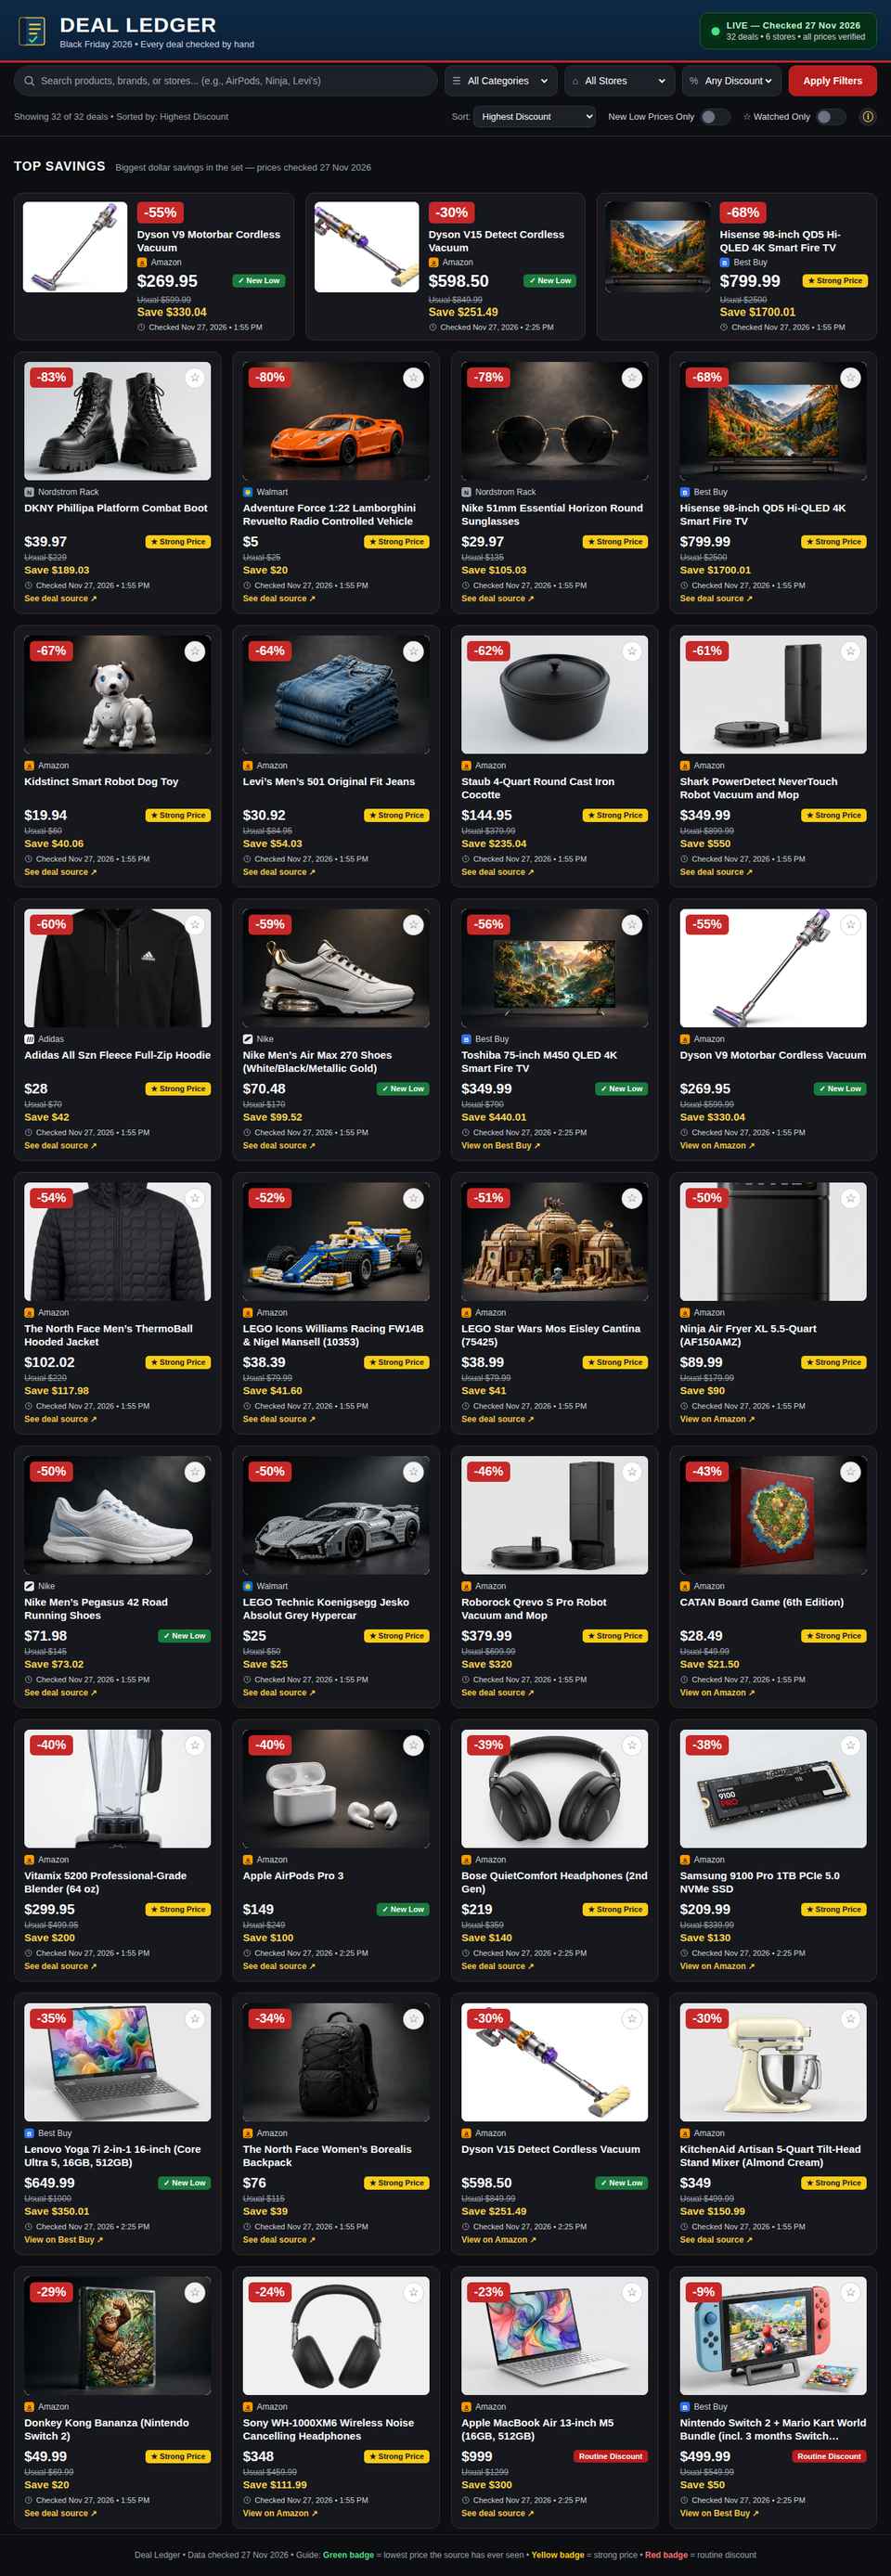 DEAL LEDGER
Black Friday 2026 • Every deal checked by hand
LIVE — Checked 27 Nov 2026
32 deals • 6 stores • all prices verified
Search products, brands, or stores... (e.g., AirPods, Ninja, Levi's)
All Categories
All Stores
% Any Discount
Apply Filters
Showing 32 of 32 deals • Sorted by: Highest Discount
Sort: Highest Discount
New Low Prices Only
☆ Watched Only
TOP SAVINGS
Biggest dollar savings in the set — prices checked 27 Nov 2026
-55%
Dyson V9 Motorbar Cordless
Vacuum
Amazon
$269.95
✓ New Low
Usual $599.99
Save $330.04
Checked Nov 27, 2026 • 1:55 PM
-30%
Dyson V15 Detect Cordless
Vacuum
Amazon
$598.50
✓ New Low
Usual $849.99
Save $251.49
Checked Nov 27, 2026 • 2:25 PM
-68%
Hisense 98-inch QD5 Hi-
QLED 4K Smart Fire TV
Best Buy
$799.99
★ Strong Price
Usual $2500
Save $1700.01
Checked Nov 27, 2026 • 1:55 PM
-83%
Nordstrom Rack
DKNY Phillipa Platform Combat Boot
$39.97
★ Strong Price
Usual $229
Save $189.03
Checked Nov 27, 2026 • 1:55 PM
See deal source ↗
-80%
Walmart
Adventure Force 1:22 Lamborghini
Revuelto Radio Controlled Vehicle
$5
★ Strong Price
Usual $25
Save $20
Checked Nov 27, 2026 • 1:55 PM
See deal source ↗
-78%
Nordstrom Rack
Nike 51mm Essential Horizon Round
Sunglasses
$29.97
★ Strong Price
Usual $135
Save $105.03
Checked Nov 27, 2026 • 1:55 PM
See deal source ↗
-68%
Best Buy
Hisense 98-inch QD5 Hi-QLED 4K
Smart Fire TV
$799.99
★ Strong Price
Usual $2500
Save $1700.01
Checked Nov 27, 2026 • 1:55 PM
See deal source ↗
-67%
Amazon
Kidstinct Smart Robot Dog Toy
$19.94
★ Strong Price
Usual $60
Save $40.06
Checked Nov 27, 2026 • 1:55 PM
See deal source ↗
-64%
Amazon
Levi's Men's 501 Original Fit Jeans
$30.92
★ Strong Price
Usual $84.95
Save $54.03
Checked Nov 27, 2026 • 1:55 PM
See deal source ↗
-62%
Amazon
Staub 4-Quart Round Cast Iron
Cocotte
$144.95
★ Strong Price
Usual $379.99
Save $235.04
Checked Nov 27, 2026 • 1:55 PM
See deal source ↗
-61%
Amazon
Shark PowerDetect NeverTouch
Robot Vacuum and Mop
$349.99
★ Strong Price
Usual $899.99
Save $550
Checked Nov 27, 2026 • 1:55 PM
See deal source ↗
-60%
adidas
Adidas
Adidas All Szn Fleece Full-Zip Hoodie
$28
★ Strong Price
Usual $70
Save $42
Checked Nov 27, 2026 • 1:55 PM
See deal source ↗
-59%
Nike
Nike Men's Air Max 270 Shoes
(White/Black/Metallic Gold)
$70.48
✓ New Low
Usual $170
Save $99.52
Checked Nov 27, 2026 • 1:55 PM
See deal source ↗
-56%
Best Buy
Toshiba 75-inch M450 QLED 4K
Smart Fire TV
$349.99
✓ New Low
Usual $790
Save $440.01
Checked Nov 27, 2026 • 2:25 PM
View on Best Buy ↗
-55%
Amazon
Dyson V9 Motorbar Cordless Vacuum
$269.95
✓ New Low
Usual $599.99
Save $330.04
Checked Nov 27, 2026 • 1:55 PM
View on Amazon ↗
-54%
Amazon
The North Face Men's ThermoBall
Hooded Jacket
$102.02
★ Strong Price
Usual $220
Save $117.98
Checked Nov 27, 2026 • 1:55 PM
See deal source ↗
-52%
Amazon
LEGO Icons Williams Racing FW14B
& Nigel Mansell (10353)
$38.39
★ Strong Price
Usual $79.99
Save $41.60
Checked Nov 27, 2026 • 1:55 PM
See deal source ↗
-51%
Amazon
LEGO Star Wars Mos Eisley Cantina
(75425)
$38.99
★ Strong Price
Usual $79.99
Save $41
Checked Nov 27, 2026 • 1:55 PM
See deal source ↗
-50%
Amazon
Ninja Air Fryer XL 5.5-Quart
(AF150AMZ)
$89.99
★ Strong Price
Usual $179.99
Save $90
Checked Nov 27, 2026 • 1:55 PM
View on Amazon ↗
-50%
Nike
Nike Men's Pegasus 42 Road
Running Shoes
$71.98
✓ New Low
Usual $145
Save $73.02
Checked Nov 27, 2026 • 1:55 PM
See deal source ↗
-50%
Walmart
LEGO Technic Koenigsegg Jesko
Absolut Grey Hypercar
$25
★ Strong Price
Usual $50
Save $25
Checked Nov 27, 2026 • 1:55 PM
See deal source ↗
-46%
Amazon
Roborock Qrevo S Pro Robot
Vacuum and Mop
$379.99
★ Strong Price
Usual $699.99
Save $320
Checked Nov 27, 2026 • 1:55 PM
See deal source ↗
-43%
Amazon
CATAN Board Game (6th Edition)
$28.49
★ Strong Price
Usual $49.99
Save $21.50
Checked Nov 27, 2026 • 1:55 PM
View on Amazon ↗
-40%
Amazon
Vitamix 5200 Professional-Grade
Blender (64 oz)
$299.95
★ Strong Price
Usual $499.95
Save $200
Checked Nov 27, 2026 • 1:55 PM
See deal source ↗
-40%
Amazon
Apple AirPods Pro 3
$149
✓ New Low
Usual $249
Save $100
Checked Nov 27, 2026 • 2:25 PM
See deal source ↗
-39%
Amazon
Bose QuietComfort Headphones (2nd
Gen)
$219
★ Strong Price
Usual $359
Save $140
Checked Nov 27, 2026 • 2:25 PM
See deal source ↗
-38%
9100
PRO
Amazon
Samsung 9100 Pro 1TB PCIe 5.0
NVMe SSD
$209.99
★ Strong Price
Usual $339.99
Save $130
Checked Nov 27, 2026 • 2:25 PM
View on Amazon ↗
-35%
Best Buy
Lenovo Yoga 7i 2-in-1 16-inch (Core
Ultra 5, 16GB, 512GB)
$649.99
✓ New Low
Usual $1000
Save $350.01
Checked Nov 27, 2026 • 2:25 PM
View on Best Buy ↗
-34%
Amazon
The North Face Women's Borealis
Backpack
$76
★ Strong Price
Usual $115
Save $39
Checked Nov 27, 2026 • 1:55 PM
See deal source ↗
-30%
Amazon
Dyson V15 Detect Cordless Vacuum
$598.50
✓ New Low
Usual $849.99
Save $251.49
Checked Nov 27, 2026 • 2:25 PM
View on Amazon ↗
-30%
Amazon
KitchenAid Artisan 5-Quart Tilt-Head
Stand Mixer (Almond Cream)
$349
★ Strong Price
Usual $499.99
Save $150.99
Checked Nov 27, 2026 • 1:55 PM
See deal source ↗
-29%
Amazon
Donkey Kong Bananza (Nintendo
Switch 2)
$49.99
★ Strong Price
Usual $69.99
Save $20
Checked Nov 27, 2026 • 1:55 PM
See deal source ↗
-24%
Amazon
Sony WH-1000XM6 Wireless Noise
Cancelling Headphones
$348
★ Strong Price
Usual $459.99
Save $111.99
Checked Nov 27, 2026 • 1:55 PM
View on Amazon ↗
-23%
Amazon
Apple MacBook Air 13-inch M5
(16GB, 512GB)
$999
Routine Discount
Usual $1299
Save $300
Checked Nov 27, 2026 • 2:25 PM
See deal source ↗
-9%
Best Buy
Nintendo Switch 2 + Mario Kart World
Bundle (incl. 3 months Switch…
$499.99
Routine Discount
Usual $549.99
Save $50
Checked Nov 27, 2026 • 2:25 PM
View on Best Buy ↗
Deal Ledger • Data checked 27 Nov 2026 • Guide: Green badge = lowest price the source has ever seen • Yellow badge = strong price • Red badge = routine discount